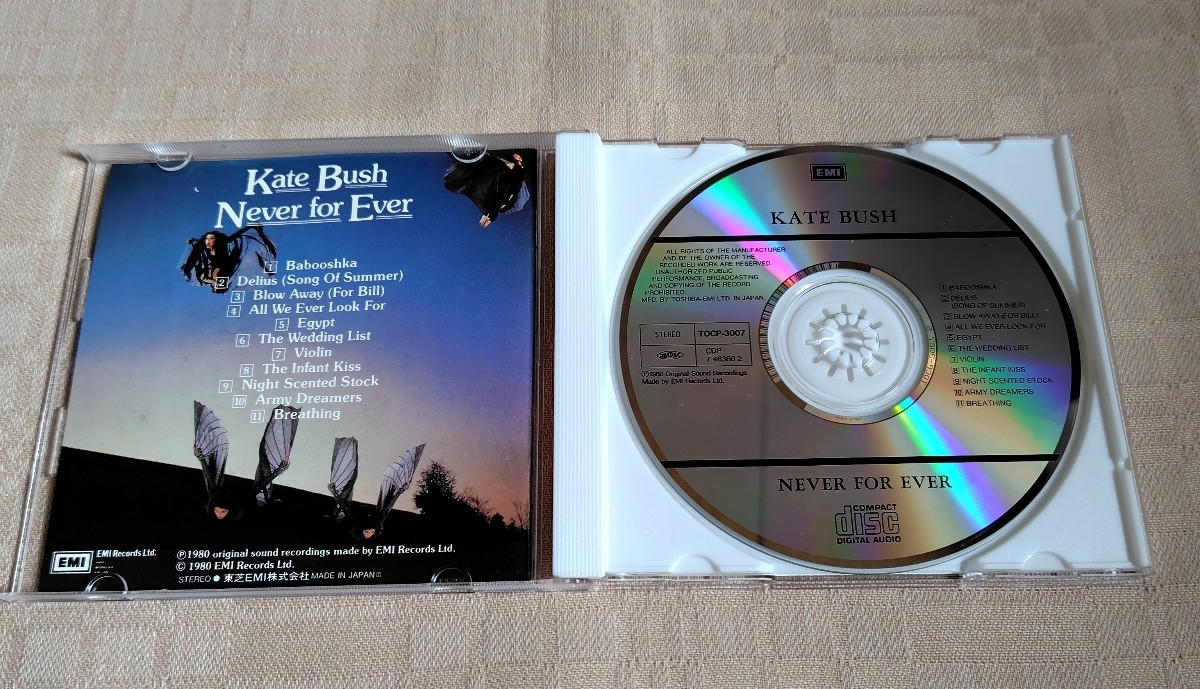 Kate Bush
Never for Ever
1 Babooshka
2 Delius (Song Of Summer)
3 Blow Away (For Bill)
4 All We Ever Look For
5 Egypt
6 The Wedding List
7 Violin
8 The Infant Kiss
9 Night Scented Stock
10 Army Dreamers
11 Breathing
EMI EMI Records Ltd.
℗1980 original sound recordings made by EMI Records Ltd.
© 1980 EMI Records Ltd.
STEREO ● 東芝EMI株式会社 MADE IN JAPAN
EMI
KATE BUSH
ALL RIGHTS OF THE MANUFACTURER
AND OF THE OWNER OF THE
RECORDED WORK ARE RESERVED
UNAUTHORIZED PUBLIC
PERFORMANCE, BROADCASTING
AND COPYING OF THE RECORD
PROHIBITED.
MFD. BY TOSHIBA-EMI LTD. IN JAPAN.
STEREO TOCP-3007
CDP
7 46360 2
℗1980 Original Sound Recordings
Made by EMI Records Ltd.
1 BABOOSHKA
2 DELIUS
(SONG OF SUMMER)
3 BLOW AWAY (FOR BILL)
4 ALL WE EVER LOOK FOR
5 EGYPT
6 THE WEDDING LIST
7 VIOLIN
8 THE INFANT KISS
9 NIGHT SCENTED STOCK
10 ARMY DREAMERS
11 BREATHING
NEVER FOR EVER
COMPACT
disc
DIGITAL AUDIO